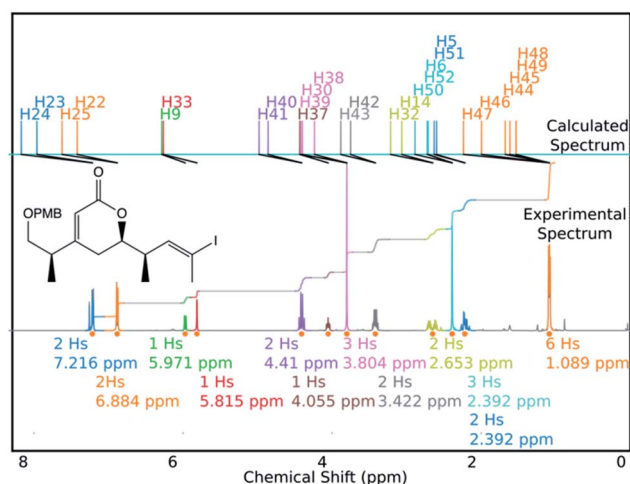 H5
H51
H38 H6 H48
H30 H52 H49
H23 H22 H33 H40 H39 H42 H14 H50 H46 H45
H24 H25 H9 H41 H37 H43 H32 H47 H44
Calculated
Spectrum
O
OPMB
O
I
Experimental
Spectrum
2 Hs 1 Hs 2 Hs 3 Hs 2 Hs 6 Hs
7.216 ppm 5.971 ppm 4.41 ppm 3.804 ppm 2.653 ppm 1.089 ppm
2Hs 1 Hs 1 Hs 2 Hs 3 Hs
6.884 ppm 5.815 ppm 4.055 ppm 3.422 ppm 2.392 ppm
2 Hs
2.392 ppm
8 6 4 2 0
Chemical Shift (ppm)